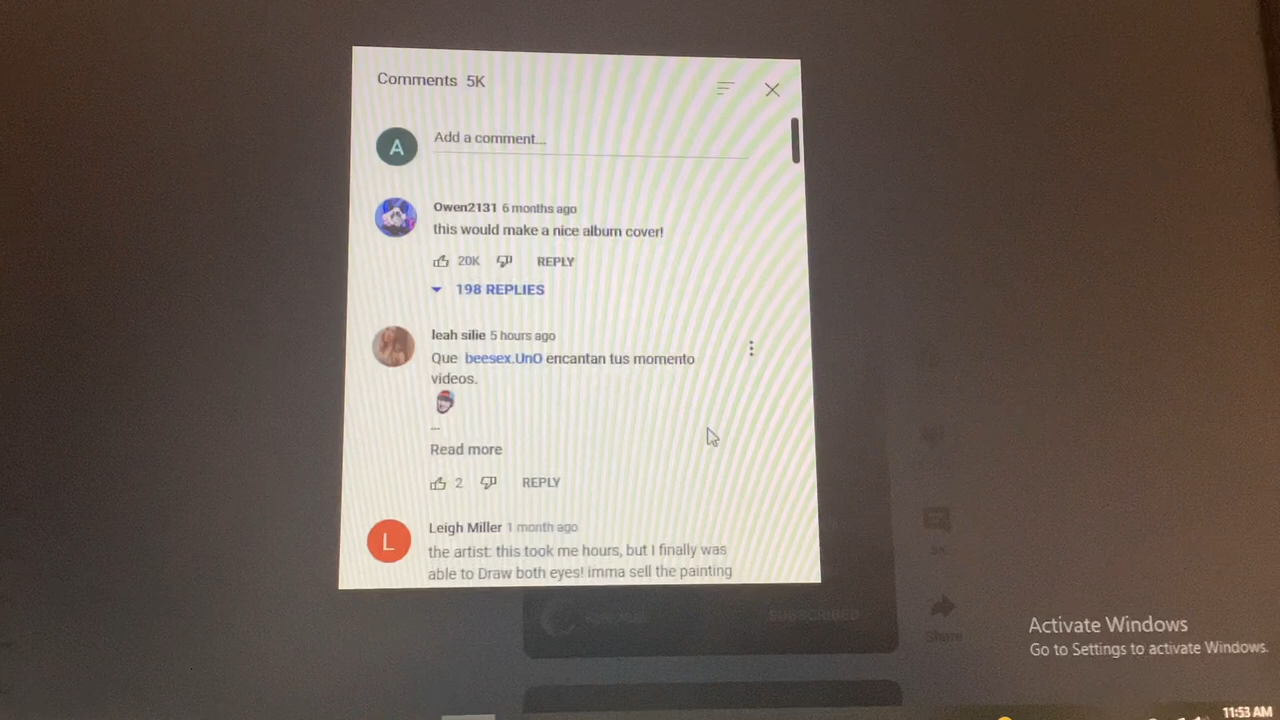 Comments 5K
A
Add a comment...
Owen2131 6 months ago
this would make a nice album cover!
20K
REPLY
198 REPLIES
leah silie 5 hours ago
Que beesex.Un0 encantan tus momento
videos.
...
Read more
2
REPLY
L
Leigh Miller 1 month ago
the artist: this took me hours, but I finally was
able to Draw both eyes! imma sell the painting
5K
SUBSCRIBED
Share
Activate Windows
Go to Settings to activate Windows.
11:53 AM